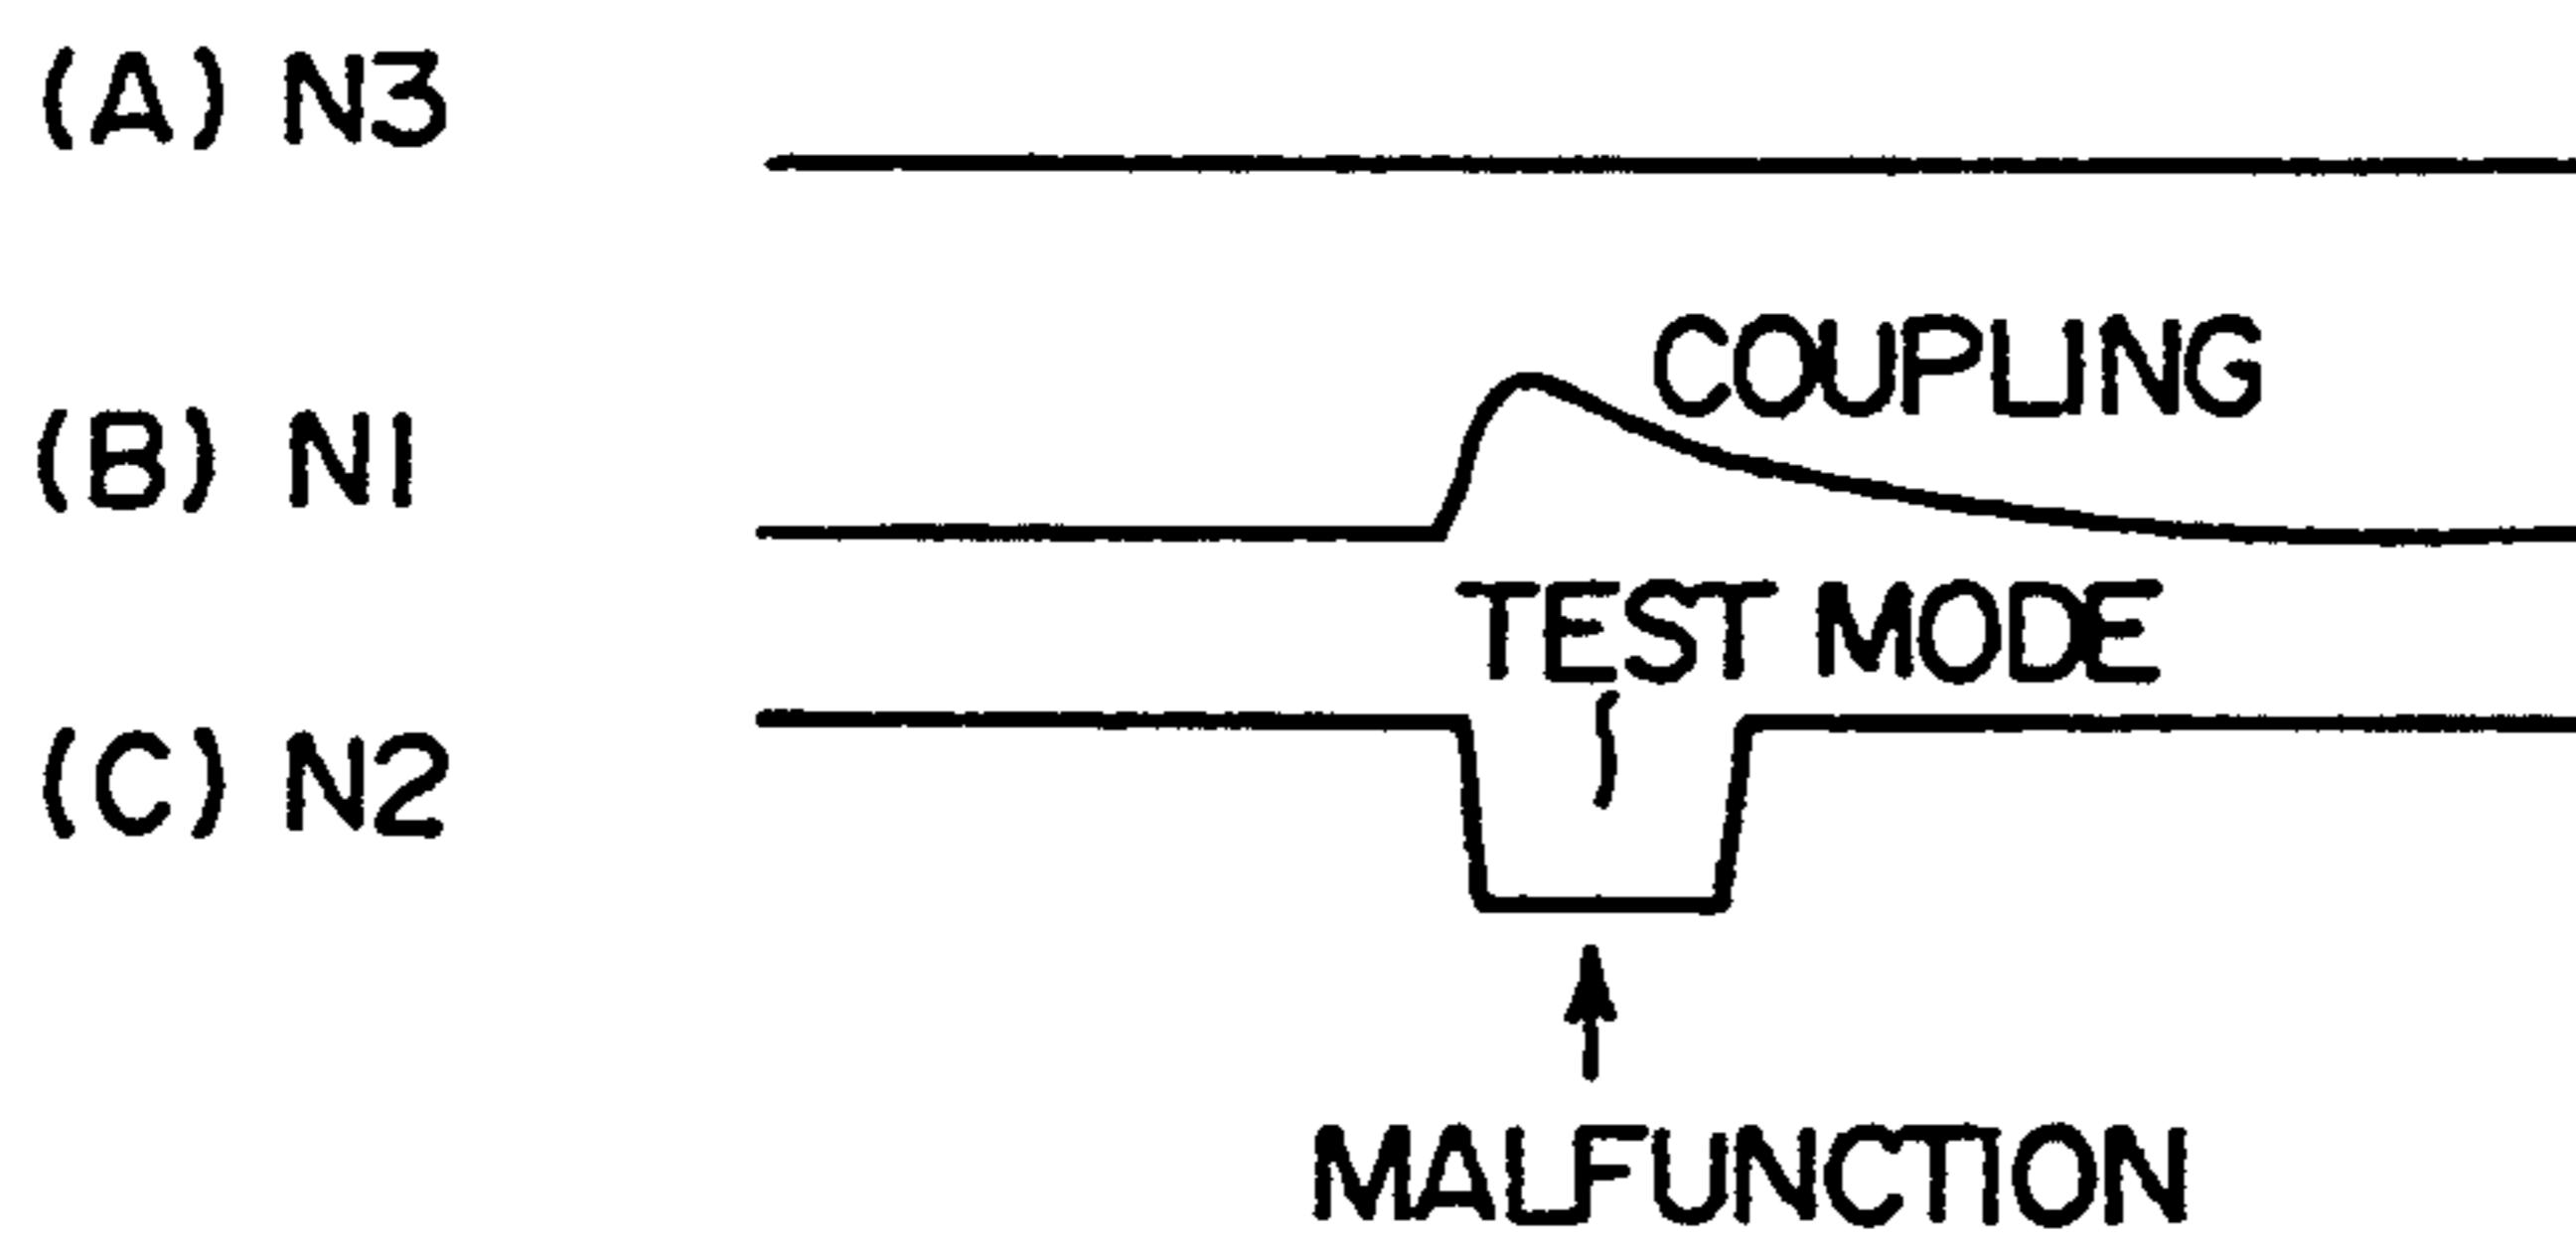 (A) N3
COUPLING
(B) N1
TEST MODE
(C) N2
MALFUNCTION